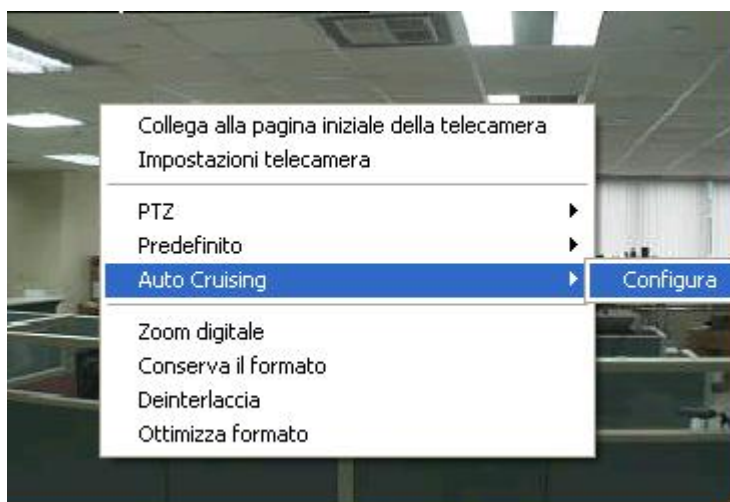 Collega alla pagina iniziale della telecamera
Impostazioni telecamera
PTZ
Predefinito
Auto Cruising
Configura
Zoom digitale
Conserva il formato
Deinterlaccia
Ottimizza formato